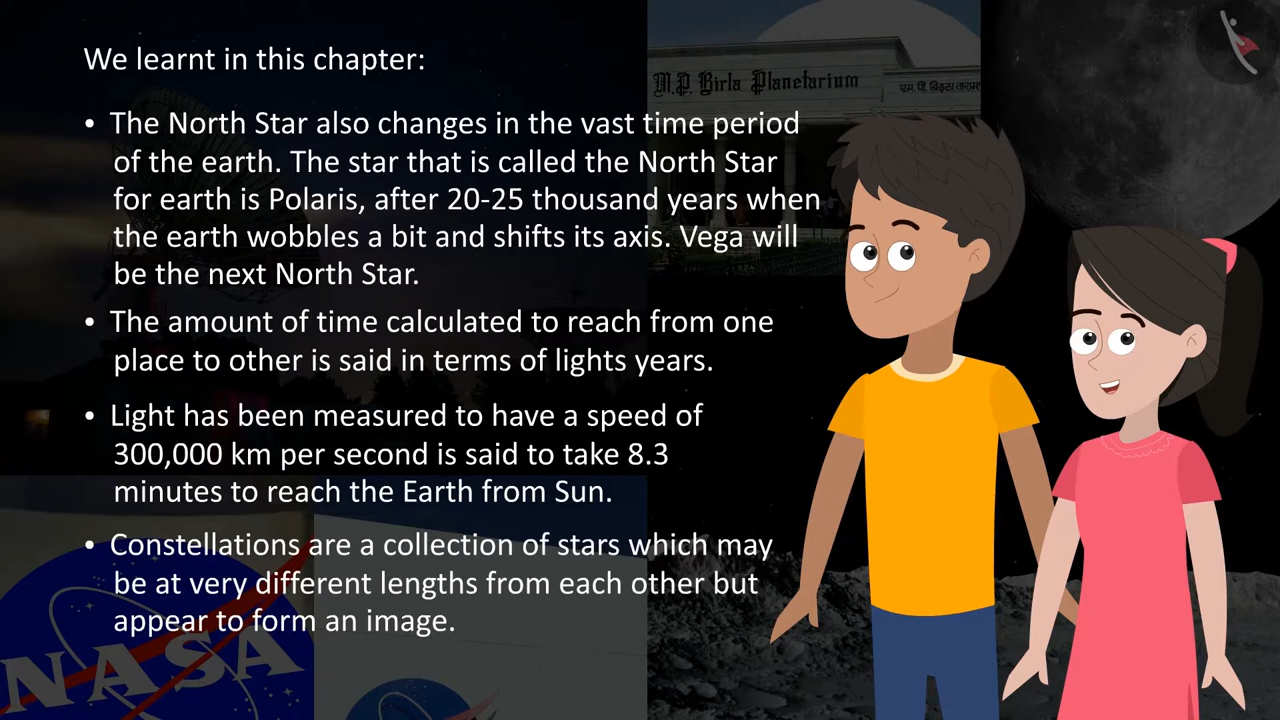 We learnt in this chapter:
• The North Star also changes in the vast time period
of the earth. The star that is called the North Star
for earth is Polaris, after 20-25 thousand years when
the earth wobbles a bit and shifts its axis. Vega will
be the next North Star.
• The amount of time calculated to reach from one
place to other is said in terms of lights years.
• Light has been measured to have a speed of
300,000 km per second is said to take 8.3
minutes to reach the Earth from Sun.
• Constellations are a collection of stars which may
be at very different lengths from each other but
appear to form an image.
M.P. Birla Planetarium
एम.पी. बिड़ला
NASA